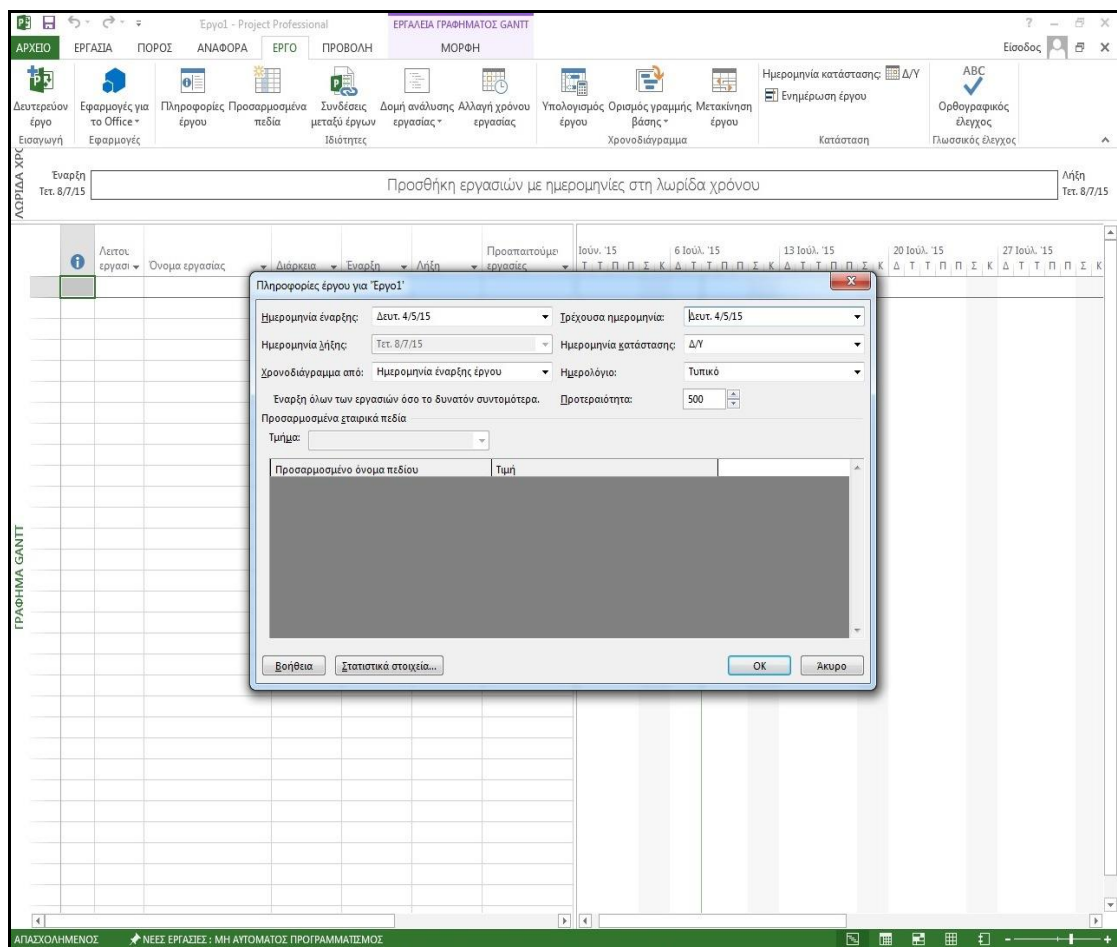 Έργο1 - Project Professional
ΕΡΓΑΛΕΙΑ ΓΡΑΦΗΜΑΤΟΣ GANTT
ΑΡΧΕΙΟ ΕΡΓΑΣΙΑ ΠΟΡΟΣ ΑΝΑΦΟΡΑ ΕΡΓΟ ΠΡΟΒΟΛΗ ΜΟΡΦΗ Είσοδος
Δευτερεύον έργο
Εφαρμογές για το Office
Πληροφορίες έργου
Προσαρμοσμένα πεδία
Συνδέσεις μεταξύ έργων
Δομή ανάλυσης εργασίας
Αλλαγή χρόνου εργασίας
Υπολογισμός έργου
Ορισμός γραμμής βάσης
Μετακίνηση έργου
Ημερομηνία κατάστασης: Δ/Υ
Ενημέρωση έργου
ABC
Ορθογραφικός έλεγχος
Εισαγωγή Εφαρμογές Ιδιότητες Χρονοδιάγραμμα Κατάσταση Γλωσσικός έλεγχος
ΛΩΡΙΔΑ ΧΡΟ
Έναρξη
Τετ. 8/7/15
Προσθήκη εργασιών με ημερομηνίες στη λωρίδα χρόνου
Λήξη
Τετ. 8/7/15
Λειτου εργασι
Όνομα εργασίας
Διάρκεια
Έναρξη
Λήξη
Προαπαιτούμε εργασίες
Ιούν. '15 6 Ιούλ. '15 13 Ιούλ. '15 20 Ιούλ. '15 27 Ιούλ. '15
Τ Τ Π Π Σ Κ Δ Τ Τ Π Π Σ Κ Δ Τ Τ Π Π Σ Κ Δ Τ Τ Π Π Σ Κ Δ Τ Τ Π Π Σ Κ
Πληροφορίες έργου για 'Έργο1'
Ημερομηνία έναρξης: Δευτ. 4/5/15 Τρέχουσα ημερομηνία: Δευτ. 4/5/15
Ημερομηνία λήξης: Τετ. 8/7/15 Ημερομηνία κατάστασης: Δ/Υ
Χρονοδιάγραμμα από: Ημερομηνία έναρξης έργου Ημερολόγιο: Τυπικό
Έναρξη όλων των εργασιών όσο το δυνατόν συντομότερα. Προτεραιότητα: 500
Προσαρμοσμένα εταιρικά πεδία
Τμήμα:
Προσαρμοσμένο όνομα πεδίου Τιμή
Βοήθεια Στατιστικά στοιχεία... OK Άκυρο
ΓΡΑΦΗΜΑ GANTT
ΑΠΑΣΧΟΛΗΜΕΝΟΣ ΝΕΕΣ ΕΡΓΑΣΙΕΣ : ΜΗ ΑΥΤΟΜΑΤΟΣ ΠΡΟΓΡΑΜΜΑΤΙΣΜΟΣ